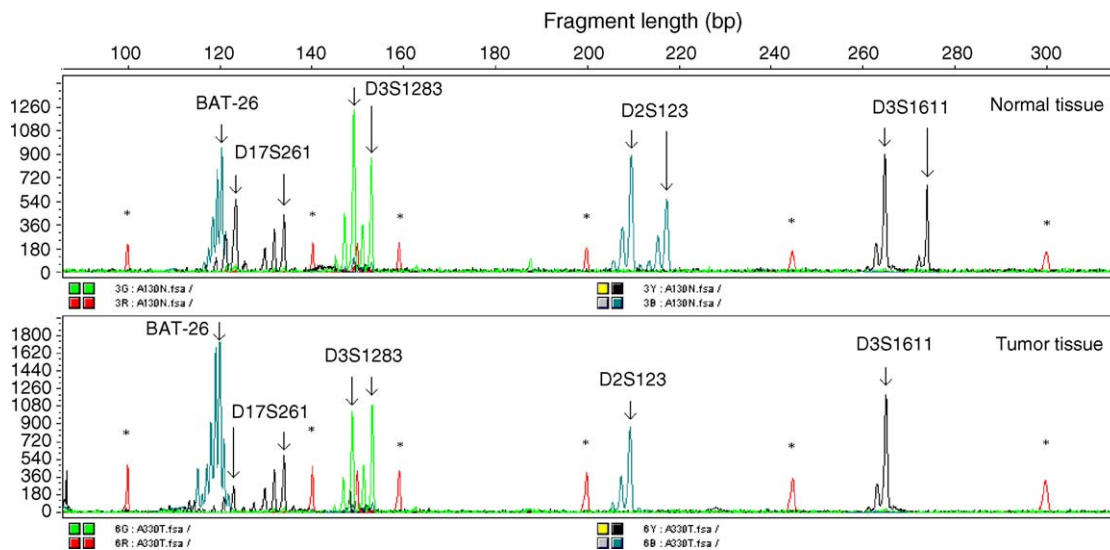 Fragment length (bp)
100 120 140 160 180 200 220 240 260 280 300
1260
1080
900
720
540
360
180
0
BAT-26
D17S261
D3S1283
D2S123
D3S1611
Normal tissue
* * * * * *
3G : A130N.fsa / 3Y : A130N.fsa /
3R : A130N.fsa / 3B : A130N.fsa /
1800
1620
1440
1260
1080
900
720
540
360
180
0
BAT-26
D17S261
D3S1283
D2S123
D3S1611
Tumor tissue
* * * * * *
6G : A330T.fsa / 6Y : A330T.fsa /
6R : A330T.fsa / 6B : A330T.fsa /